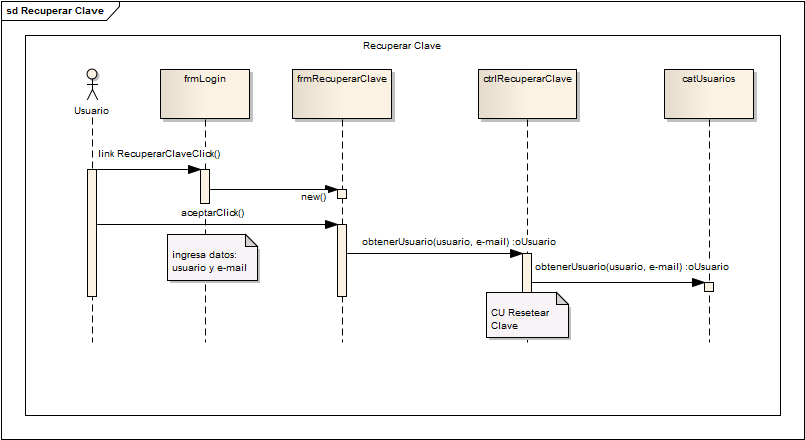 sd Recuperar Clave
Recuperar Clave
Usuario
frmLogin
frmRecuperarClave
ctrlRecuperarClave
catUsuarios
link RecuperarClaveClick()
new()
aceptarClick()
ingresa datos:
usuario y e-mail
obtenerUsuario(usuario, e-mail) :oUsuario
obtenerUsuario(usuario, e-mail) :oUsuario
CU Resetear
Clave